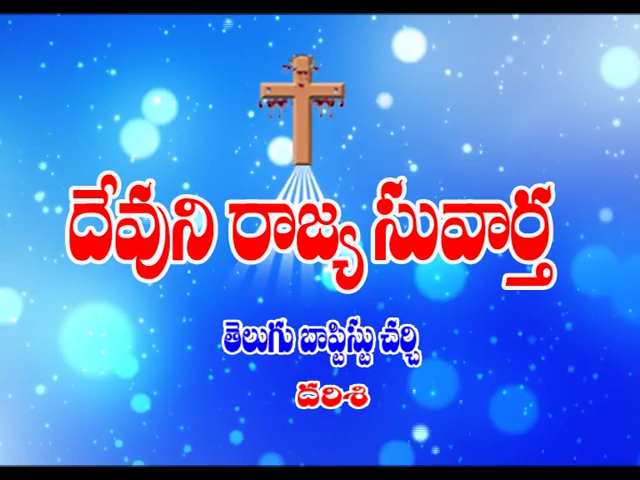 దేవుని రాజ్య సువార్త
తెలుగు బాప్టిస్టు చర్చి
దరిశి